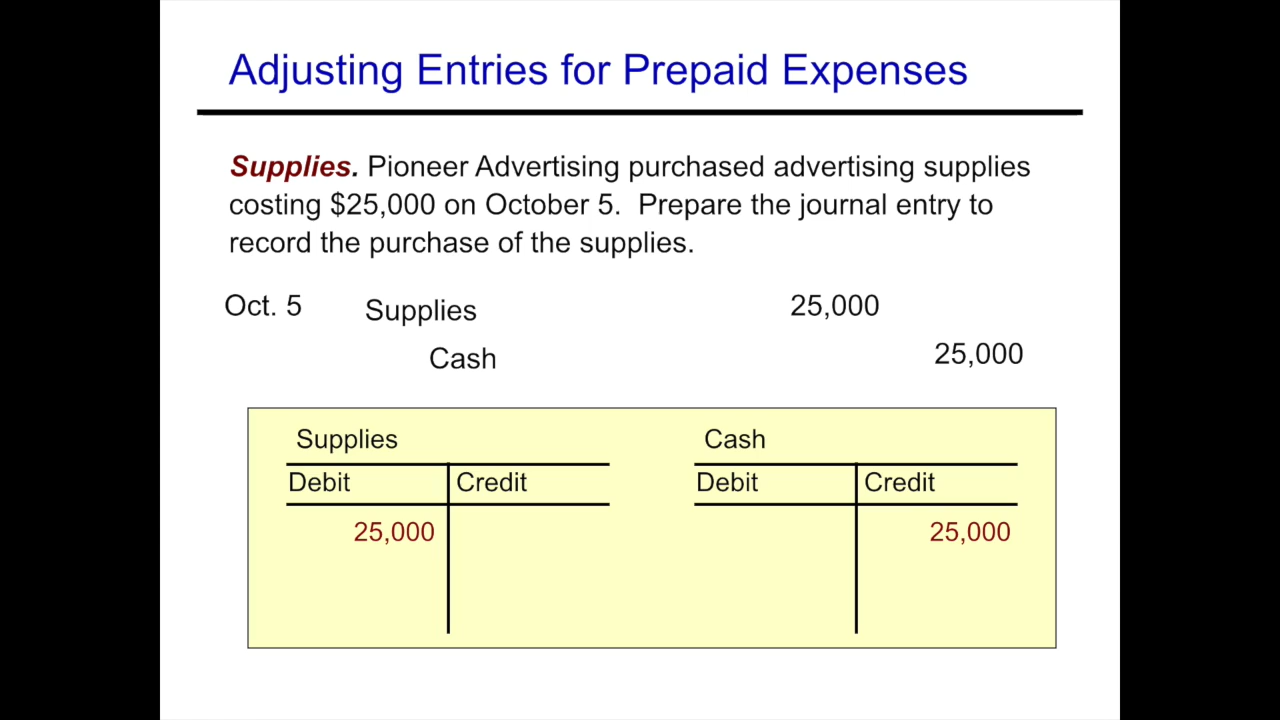 Adjusting Entries for Prepaid Expenses
Supplies. Pioneer Advertising purchased advertising supplies
costing $25,000 on October 5.  Prepare the journal entry to
record the purchase of the supplies.
Oct. 5 Supplies 25,000
Cash 25,000
Supplies Cash
Debit Credit Debit Credit
25,000 25,000